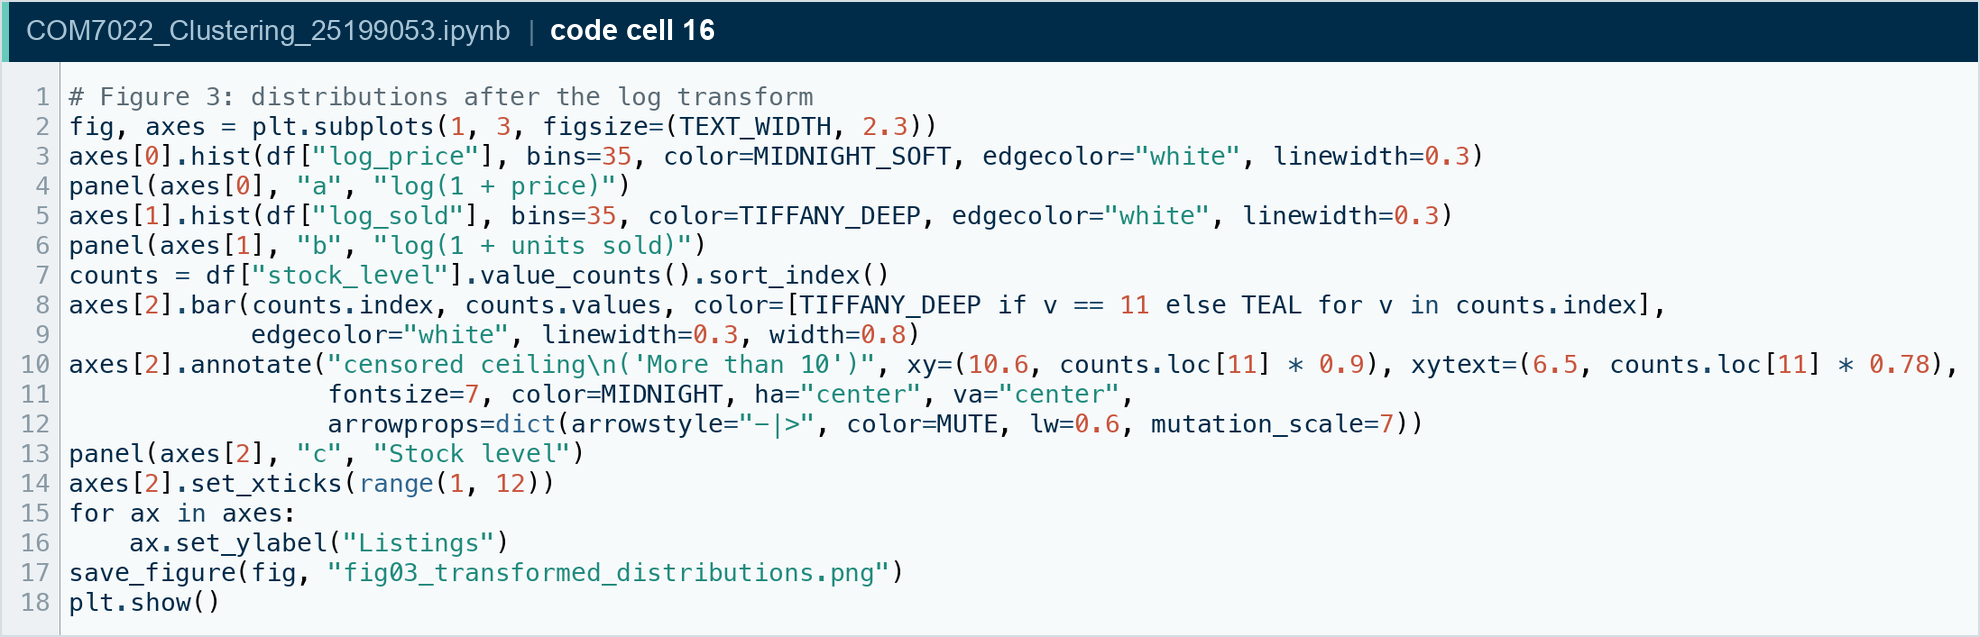 COM7022_Clustering_25199053.ipynb | code cell 16
1 # Figure 3: distributions after the log transform
2 fig, axes = plt.subplots(1, 3, figsize=(TEXT_WIDTH, 2.3))
3 axes[0].hist(df["log_price"], bins=35, color=MIDNIGHT_SOFT, edgecolor="white", linewidth=0.3)
4 panel(axes[0], "a", "log(1 + price)")
5 axes[1].hist(df["log_sold"], bins=35, color=TIFFANY_DEEP, edgecolor="white", linewidth=0.3)
6 panel(axes[1], "b", "log(1 + units sold)")
7 counts = df["stock_level"].value_counts().sort_index()
8 axes[2].bar(counts.index, counts.values, color=[TIFFANY_DEEP if v == 11 else TEAL for v in counts.index],
9             edgecolor="white", linewidth=0.3, width=0.8)
10 axes[2].annotate("censored ceiling\n('More than 10')", xy=(10.6, counts.loc[11] * 0.9), xytext=(6.5, counts.loc[11] * 0.78),
11                  fontsize=7, color=MIDNIGHT, ha="center", va="center",
12                  arrowprops=dict(arrowstyle="-|>", color=MUTE, lw=0.6, mutation_scale=7))
13 panel(axes[2], "c", "Stock level")
14 axes[2].set_xticks(range(1, 12))
15 for ax in axes:
16     ax.set_ylabel("Listings")
17 save_figure(fig, "fig03_transformed_distributions.png")
18 plt.show()